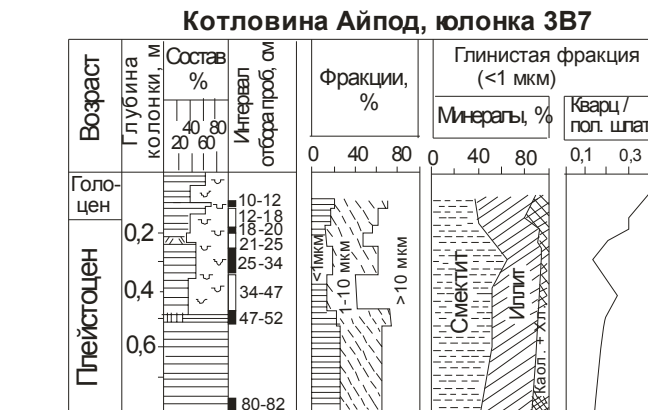 Котловина Айпод, колонка 3В7
Возраст
Глубина
колонки, м
Состав
%
40 80
20 60
Интервал
отбора проб, см
Фракции,
%
0 40 80
Глинистая фракция
(<1 мкм)
Минералы, %
0 40 80
Кварц /
пол. шпат
0,1 0,3
Голо-
цен
Плейстоцен
0,2
0,4
0,6
10-12
12-18
18-20
21-25
25-34
34-47
47-52
80-82
<1мкм
1-10 мкм
>10 мкм
Смектит
Иллит
Каол. + Хл.